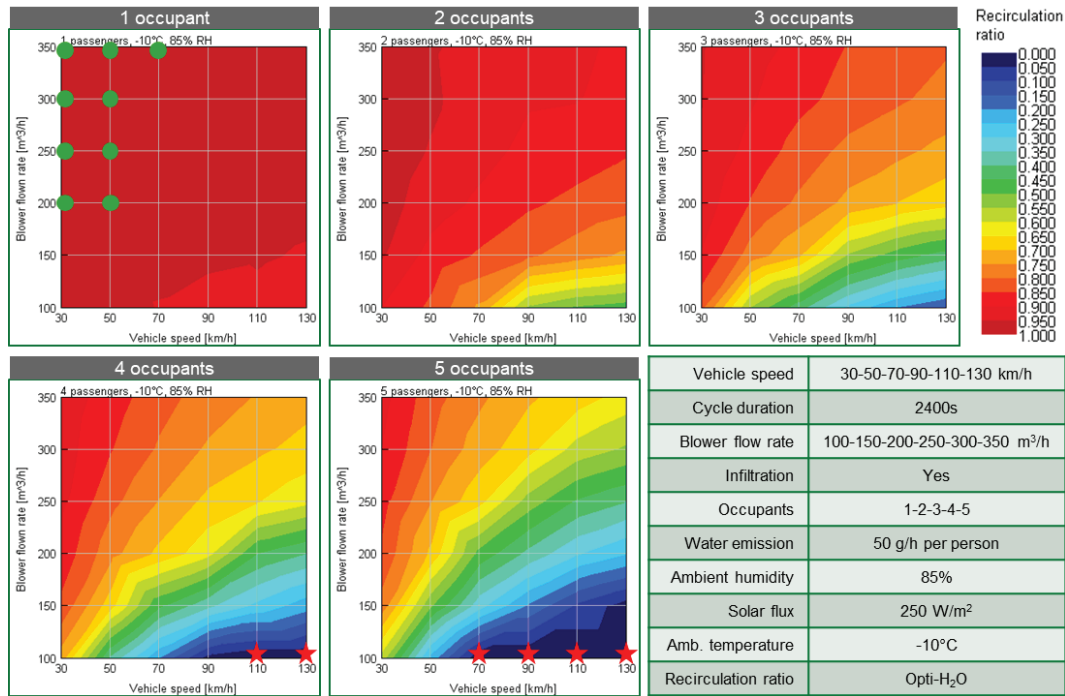 1 occupant
2 occupants
3 occupants
Recirculation
ratio
1 passengers, -10°C, 85% RH
2 passengers, -10°C, 85% RH
3 passengers, -10°C, 85% RH
350
300
250
200
150
100
Blower flown rate [m^3/h]
30 50 70 90 110 130
Vehicle speed [km/h]
350
300
250
200
150
100
Blower flown rate [m^3/h]
30 50 70 90 110 130
Vehicle speed [km/h]
350
300
250
200
150
100
Blower flown rate [m^3/h]
30 50 70 90 110 130
Vehicle speed [km/h]
0.000
0.050
0.100
0.150
0.200
0.250
0.300
0.350
0.400
0.450
0.500
0.550
0.600
0.650
0.700
0.750
0.800
0.850
0.900
0.950
1.000
4 occupants
5 occupants
4 passengers, -10°C, 85% RH
5 passengers, -10°C, 85% RH
350
300
250
200
150
100
Blower flown rate [m^3/h]
30 50 70 90 110 130
Vehicle speed [km/h]
350
300
250
200
150
100
Blower flown rate [m^3/h]
30 50 70 90 110 130
Vehicle speed [km/h]
Vehicle speed 30-50-70-90-110-130 km/h
Cycle duration 2400s
Blower flow rate 100-150-200-250-300-350 m³/h
Infiltration Yes
Occupants 1-2-3-4-5
Water emission 50 g/h per person
Ambient humidity 85%
Solar flux 250 W/m²
Amb. temperature -10°C
Recirculation ratio Opti-H₂O